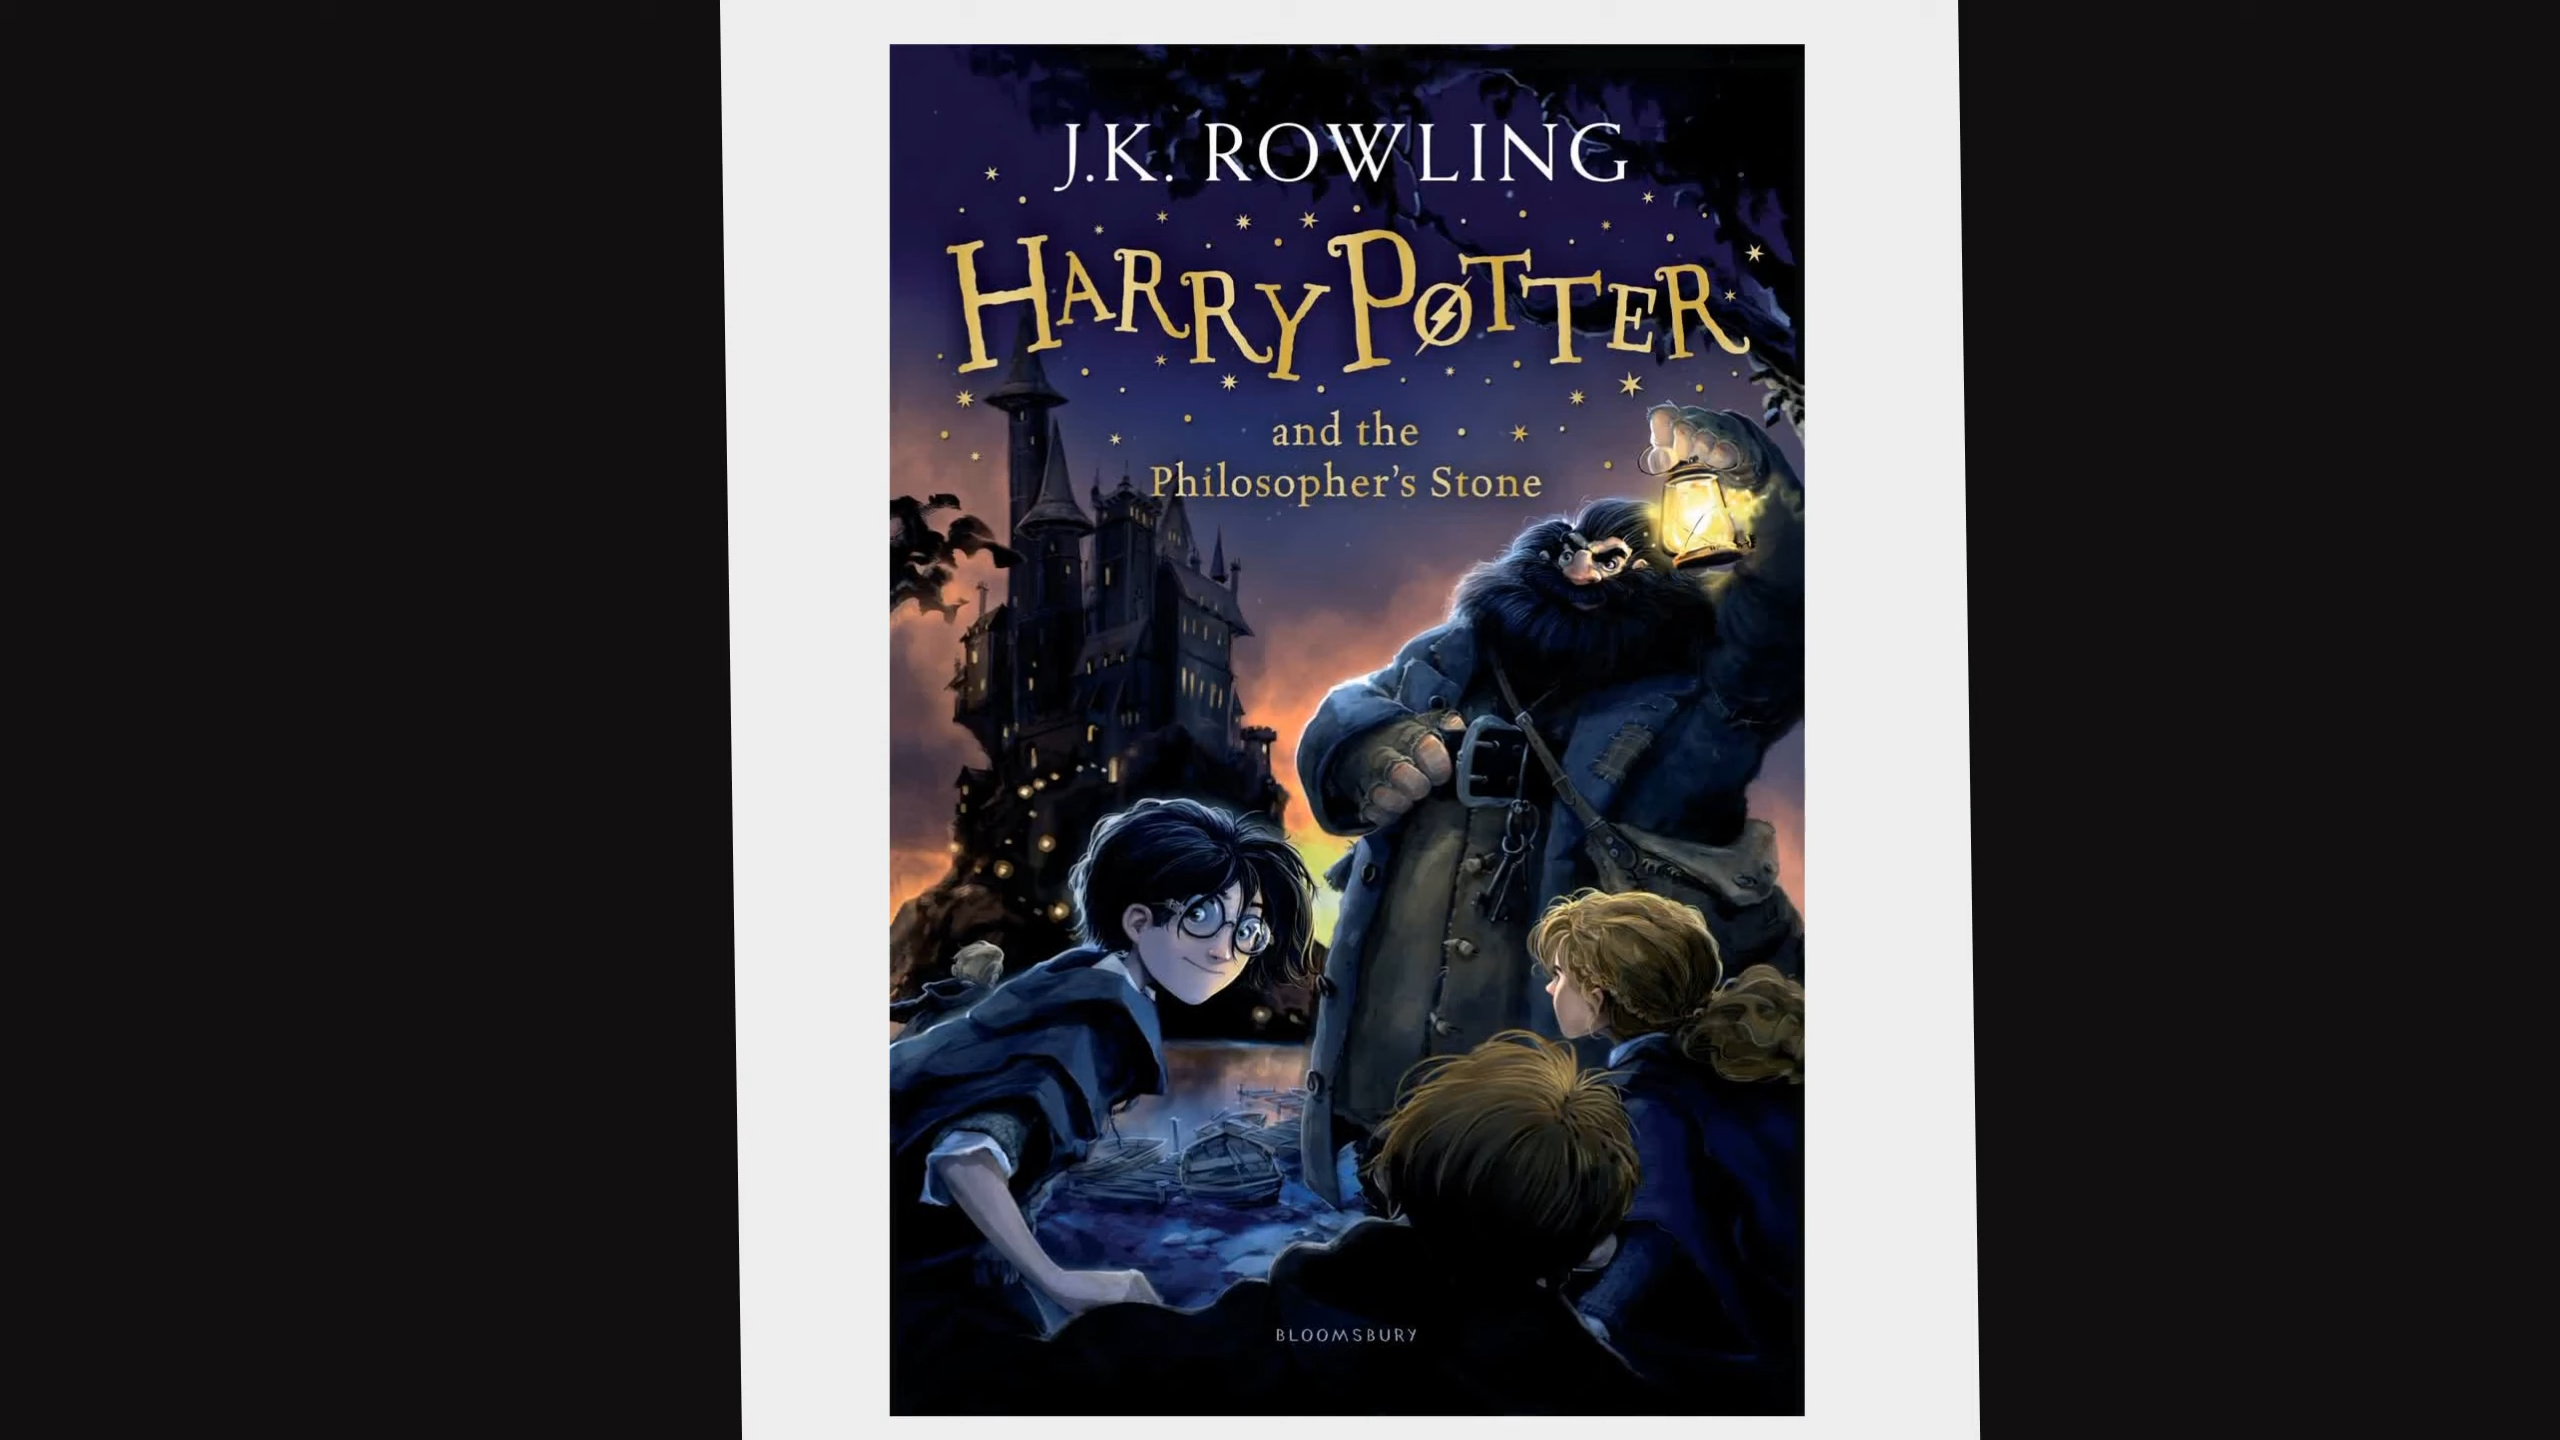 J.K. ROWLING
HARRY POTTER
and the
Philosopher's Stone
BLOOMSBURY